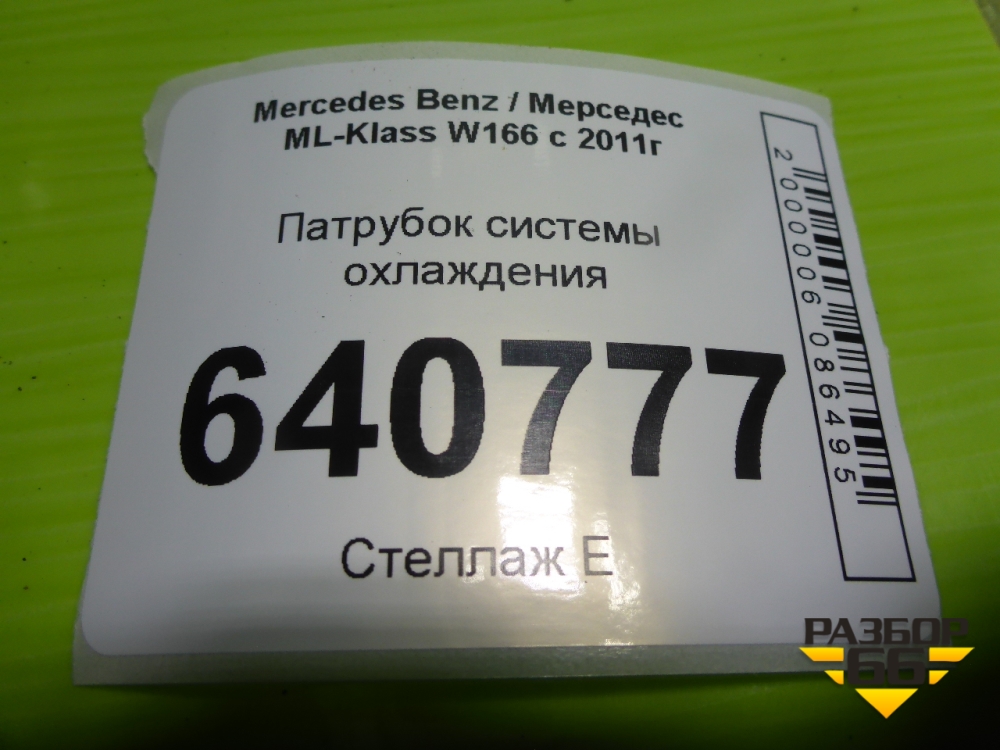 Mercedes Benz / Мерседес
ML-Klass W166 с 2011г
Патрубок системы
охлаждения
640777
Стеллаж Е
2000006086495
РАЗБОР
66